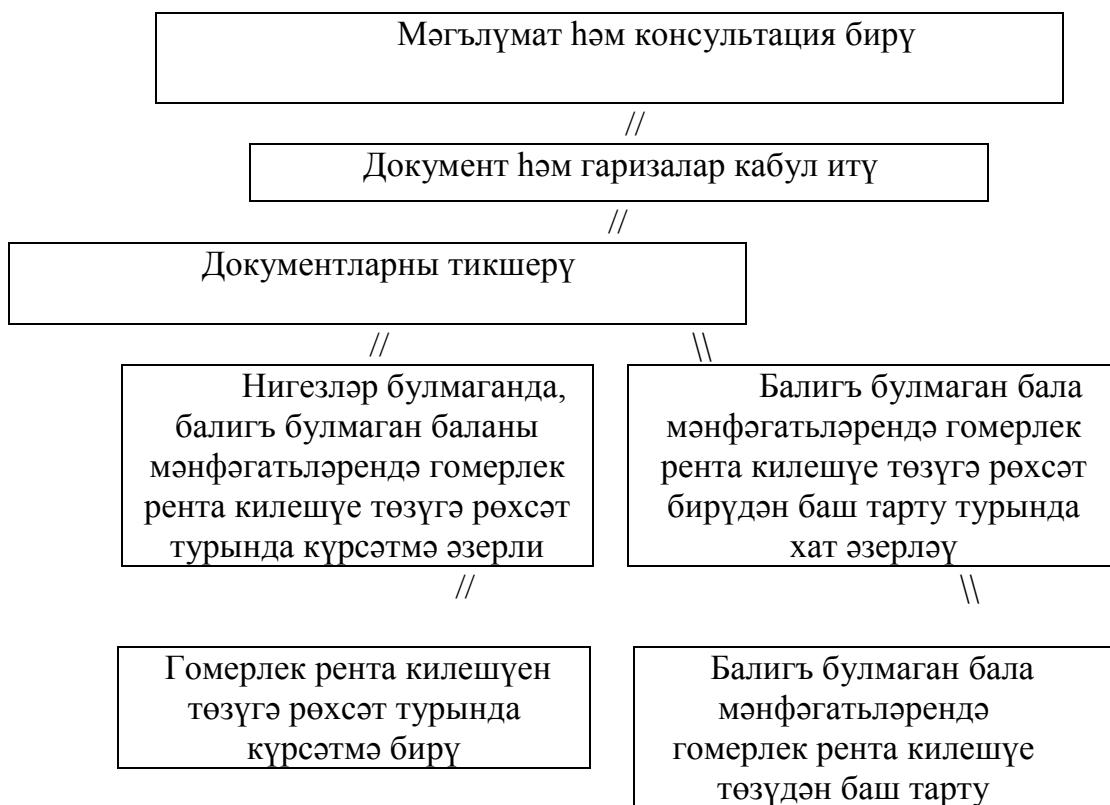 Мәгълүмат һәм консультация бирү
//
Документ һәм гаризалар кабул итү
//
Документларны тикшерү
//
\\
Нигезләр булмаганда,
балигъ булмаган баланы
мәнфәгатьләрендә гомерлек
рента килешүе төзүгә рөхсәт
турында күрсәтмә әзерли
Балигъ булмаган бала
мәнфәгатьләрендә гомерлек
рента килешүе төзүгә рөхсәт
бирүдән баш тарту турында
хат әзерләү
//
\\
Гомерлек рента килешүен
төзүгә рөхсәт турында
күрсәтмә бирү
Балигъ булмаган бала
мәнфәгатьләрендә
гомерлек рента килешүе
төзүдән баш тарту